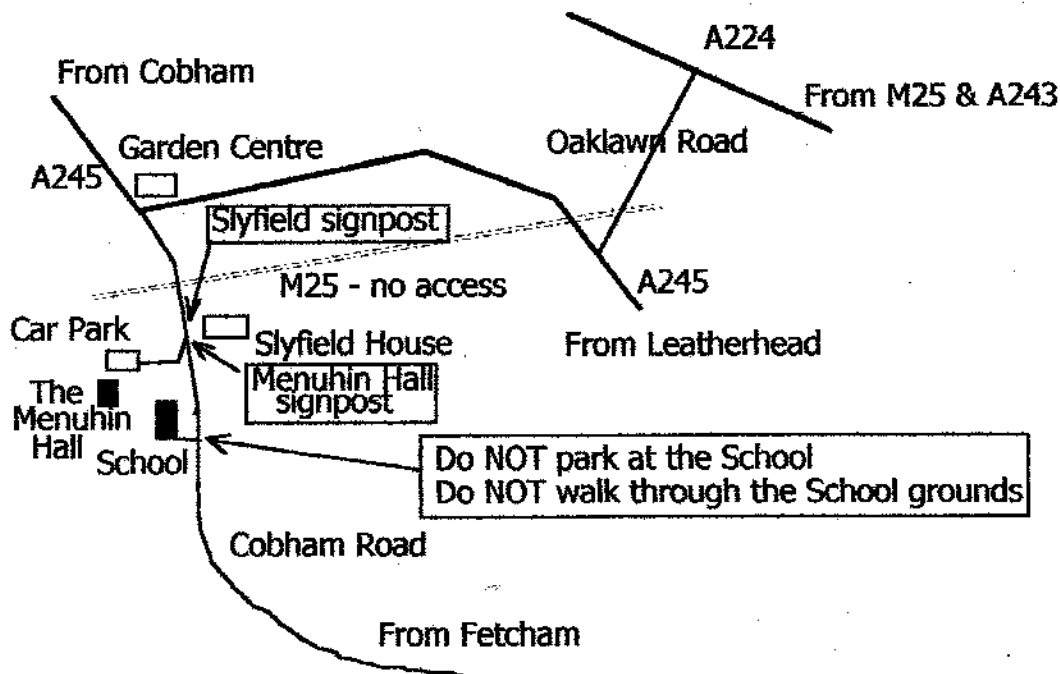 A224
From Cobham
From M25 & A243
Garden Centre
Oaklawn Road
A245
Slyfield signpost
M25 - no access
A245
Car Park
Slyfield House
From Leatherhead
Menuhin Hall
signpost
The
Menuhin
Hall
School
Do NOT park at the School
Do NOT walk through the School grounds
Cobham Road
From Fetcham